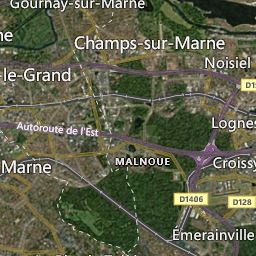 Gournay-sur-Marne
ne
Champs-sur-Marne
Noisiel
-le-Grand
D1
Lognes
Autoroute de l'Est
Marne
MALNOUE
Croissy
D1406
D128
Émerainville